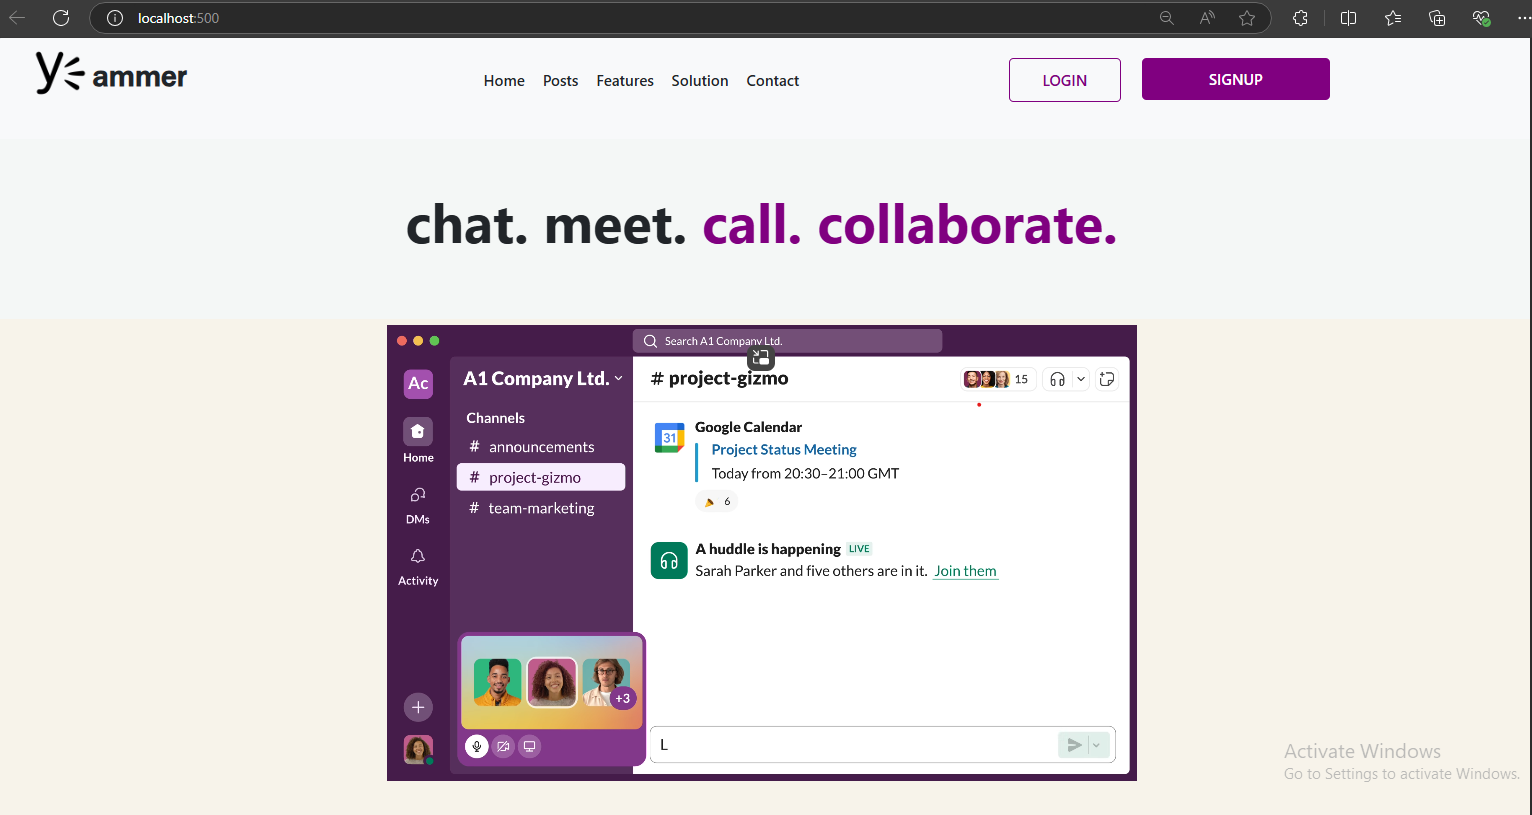 localhost:500
Yammer
Home Posts Features Solution Contact
LOGIN
SIGNUP
chat. meet. call. collaborate.
Search A1 Company Ltd.
Ac
A1 Company Ltd.
# project-gizmo
15
Channels
# announcements
# project-gizmo
# team-marketing
Home
DMs
Activity
31
Google Calendar
Project Status Meeting
Today from 20:30–21:00 GMT
6
A huddle is happening LIVE
Sarah Parker and five others are in it. Join them
+3
L
Activate Windows
Go to Settings to activate Windows.